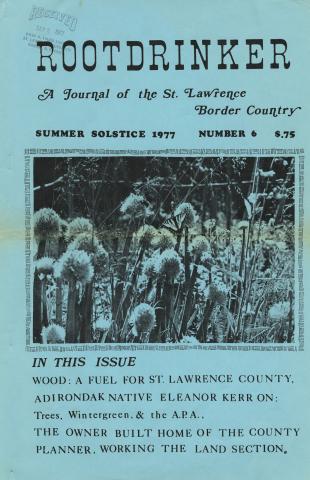 RECEIVED
ROOTDRINKER
A Journal of the St. Lawrence
Border Country
SUMMER SOLSTICE 1977 NUMBER 6 $.75
IN THIS ISSUE
WOOD: A FUEL FOR ST. LAWRENCE COUNTY,
ADIRONDAK NATIVE ELEANOR KERR ON:
Trees, Wintergreen, & the A.P.A.,
THE OWNER BUILT HOME OF THE COUNTY
PLANNER, WORKING THE LAND SECTION.